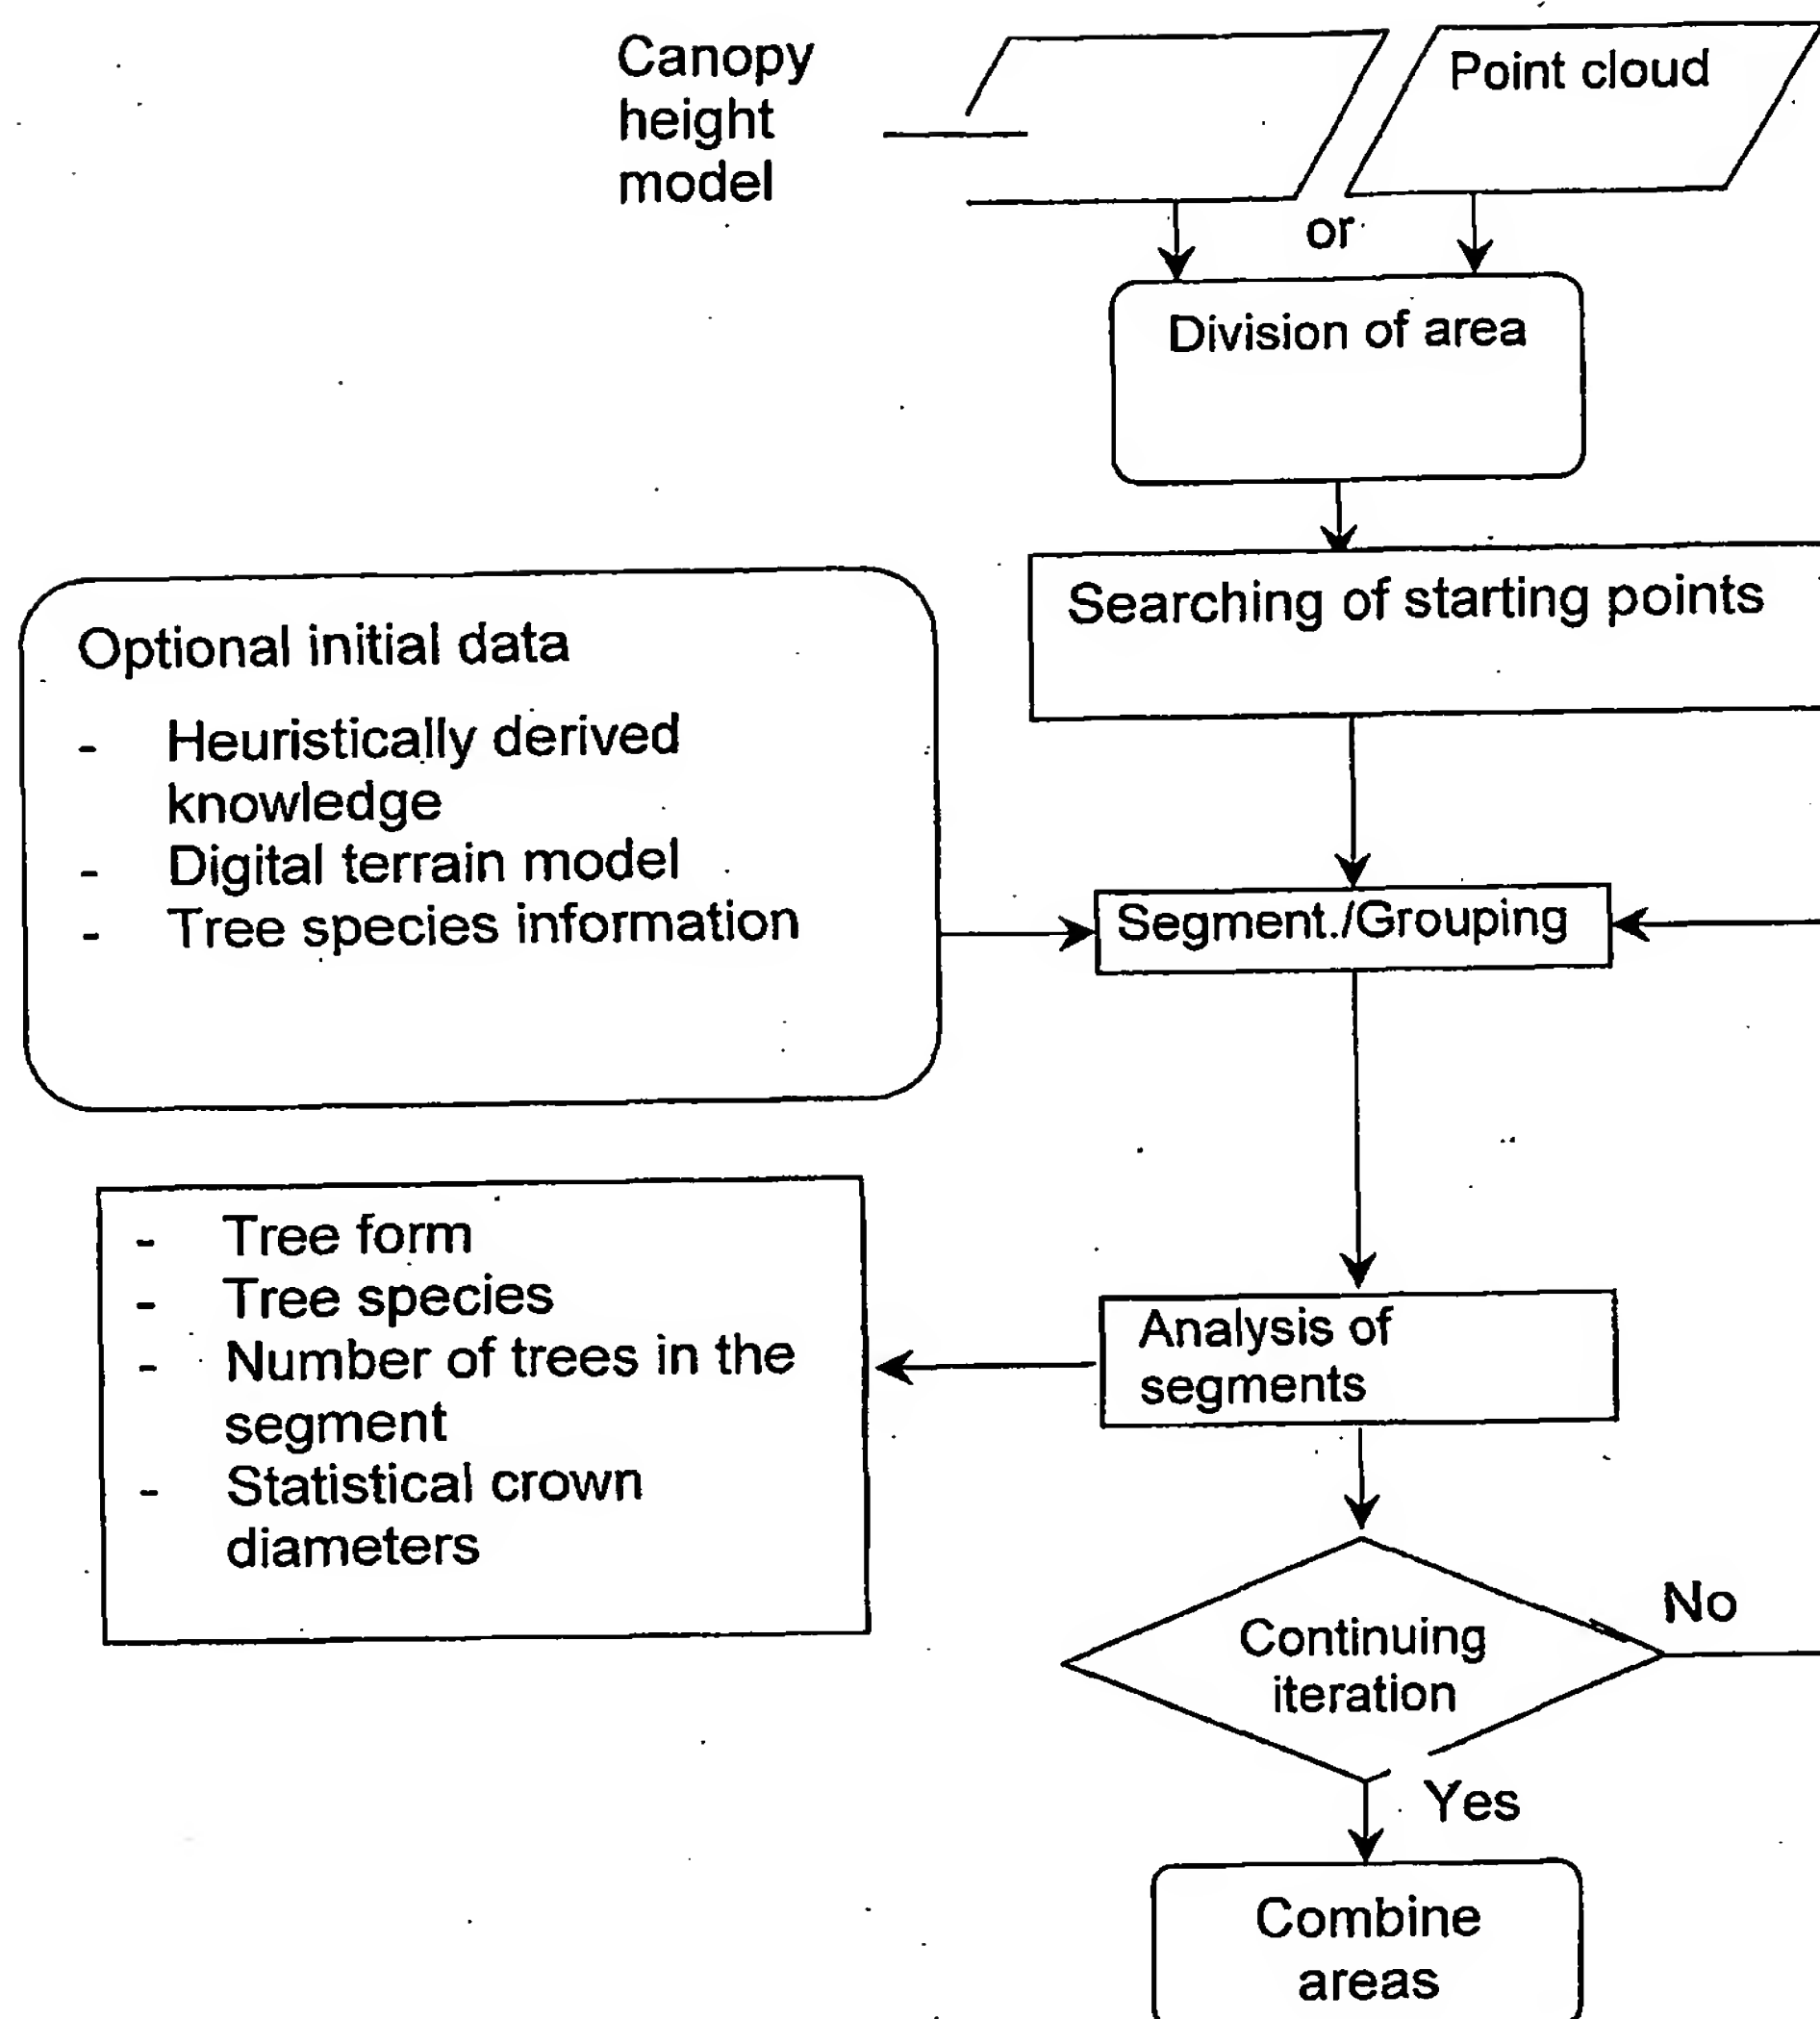 Canopy
height
model
Point cloud
or
Division of area
Searching of starting points
Optional initial data
- Heuristically derived
knowledge
- Digital terrain model
- Tree species information
Segment./Grouping
- Tree form
- Tree species
- Number of trees in the
segment
- Statistical crown
diameters
Analysis of
segments
Continuing
iteration
No
Yes
Combine
areas